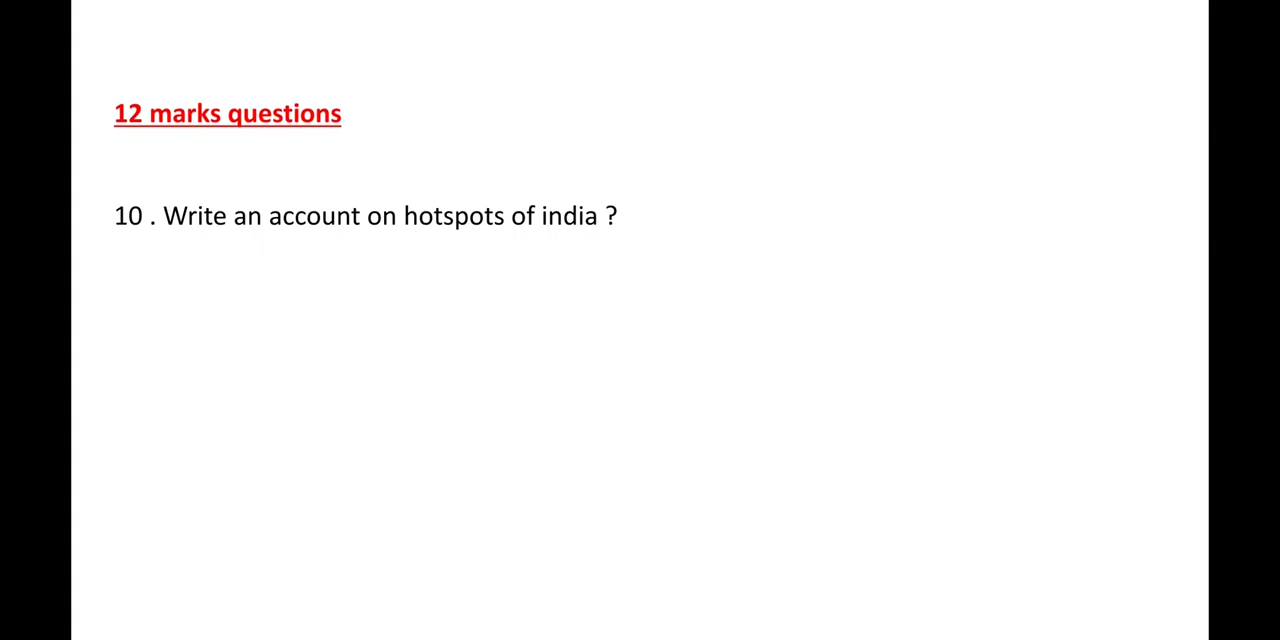 12 marks questions
10 . Write an account on hotspots of india ?